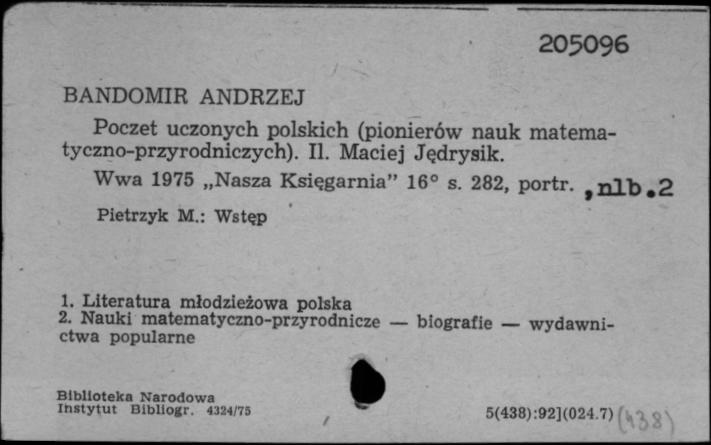 205096
BANDOMIR ANDRZEJ
Poczet uczonych polskich (pionierów nauk matema-
tyczno-przyrodniczych). Il. Maciej Jędrysik.
Wwa 1975 „Nasza Księgarnia” 16° s. 282, portr. , nlb.2
Pietrzyk M.: Wstęp
1. Literatura młodzieżowa polska
2. Nauki matematyczno-przyrodnicze — biografie — wydawni-
ctwa popularne
Biblioteka Narodowa
Instytut Bibliogr. 4324/75
5(438):92](024.7) (438)